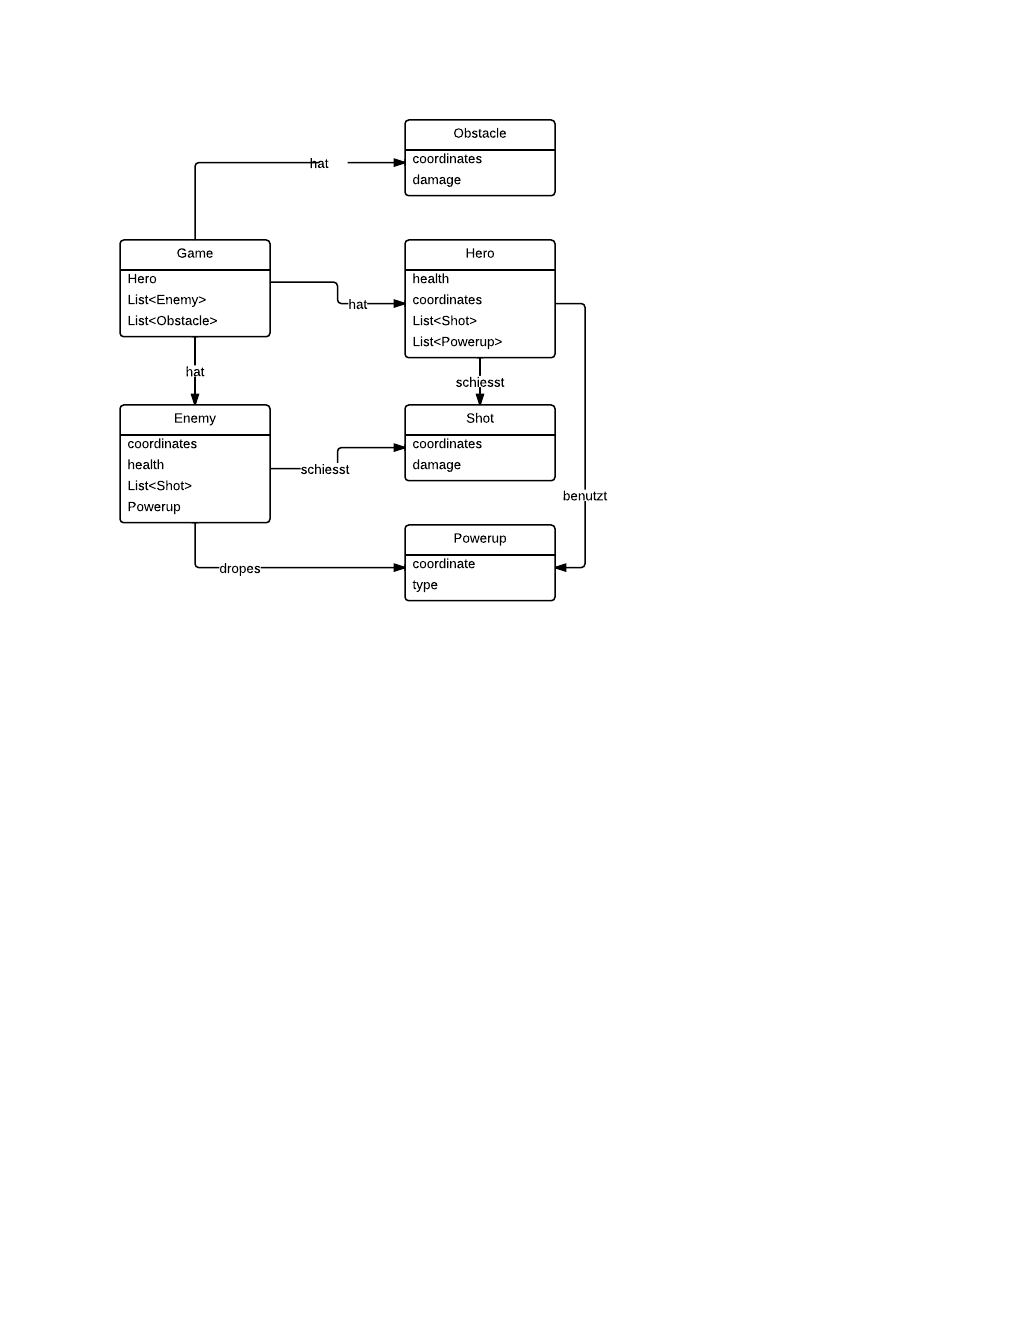 Obstacle
coordinates
damage
hat
Game
Hero
List<Enemy>
List<Obstacle>
hat
Hero
health
coordinates
List<Shot>
List<Powerup>
hat
schiesst
Enemy
coordinates
health
List<Shot>
Powerup
schiesst
Shot
coordinates
damage
benutzt
dropes
Powerup
coordinate
type